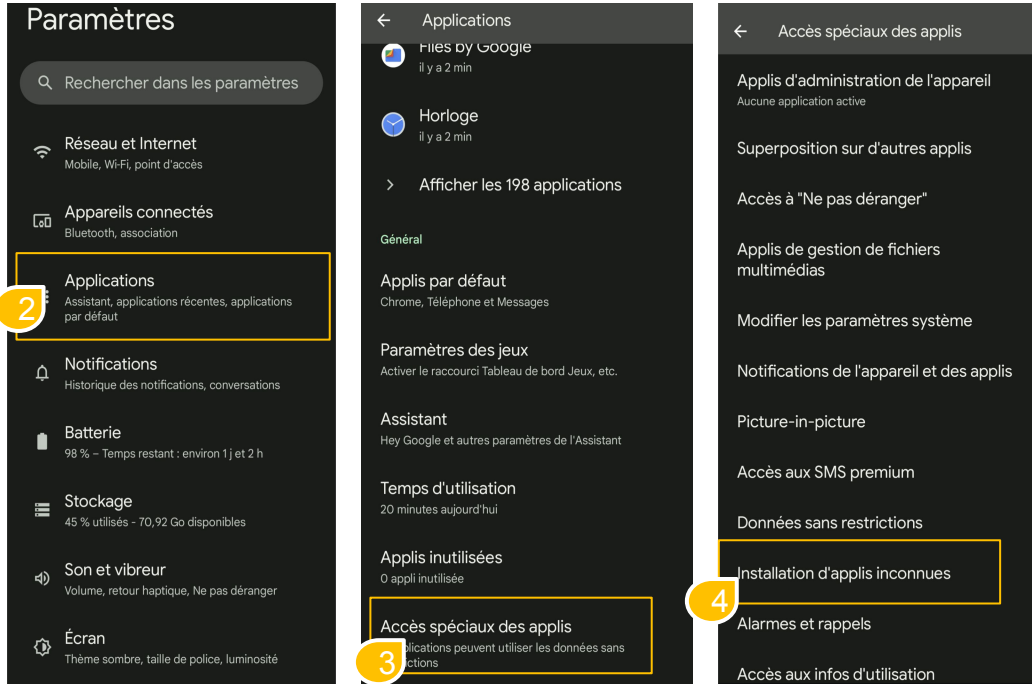 Paramètres
Rechercher dans les paramètres
Réseau et Internet
Mobile, Wi-Fi, point d'accès
Appareils connectés
Bluetooth, association
2
Applications
Assistant, applications récentes, applications
par défaut
Notifications
Historique des notifications, conversations
Batterie
98 % – Temps restant : environ 1 j et 2 h
Stockage
45 % utilisés - 70,92 Go disponibles
Son et vibreur
Volume, retour haptique, Ne pas déranger
Écran
Thème sombre, taille de police, luminosité
Applications
Files by Google
il y a 2 min
Horloge
il y a 2 min
Afficher les 198 applications
Général
Applis par défaut
Chrome, Téléphone et Messages
Paramètres des jeux
Activer le raccourci Tableau de bord Jeux, etc.
Assistant
Hey Google et autres paramètres de l'Assistant
Temps d'utilisation
20 minutes aujourd'hui
Applis inutilisées
0 appli inutilisée
Accès spéciaux des applis
3
peuvent utiliser les données sans
Accès spéciaux des applis
Applis d'administration de l'appareil
Aucune application active
Superposition sur d'autres applis
Accès à "Ne pas déranger"
Applis de gestion de fichiers
multimédias
Modifier les paramètres système
Notifications de l'appareil et des applis
Picture-in-picture
Accès aux SMS premium
Données sans restrictions
4
Installation d'applis inconnues
Alarmes et rappels
Accès aux infos d'utilisation